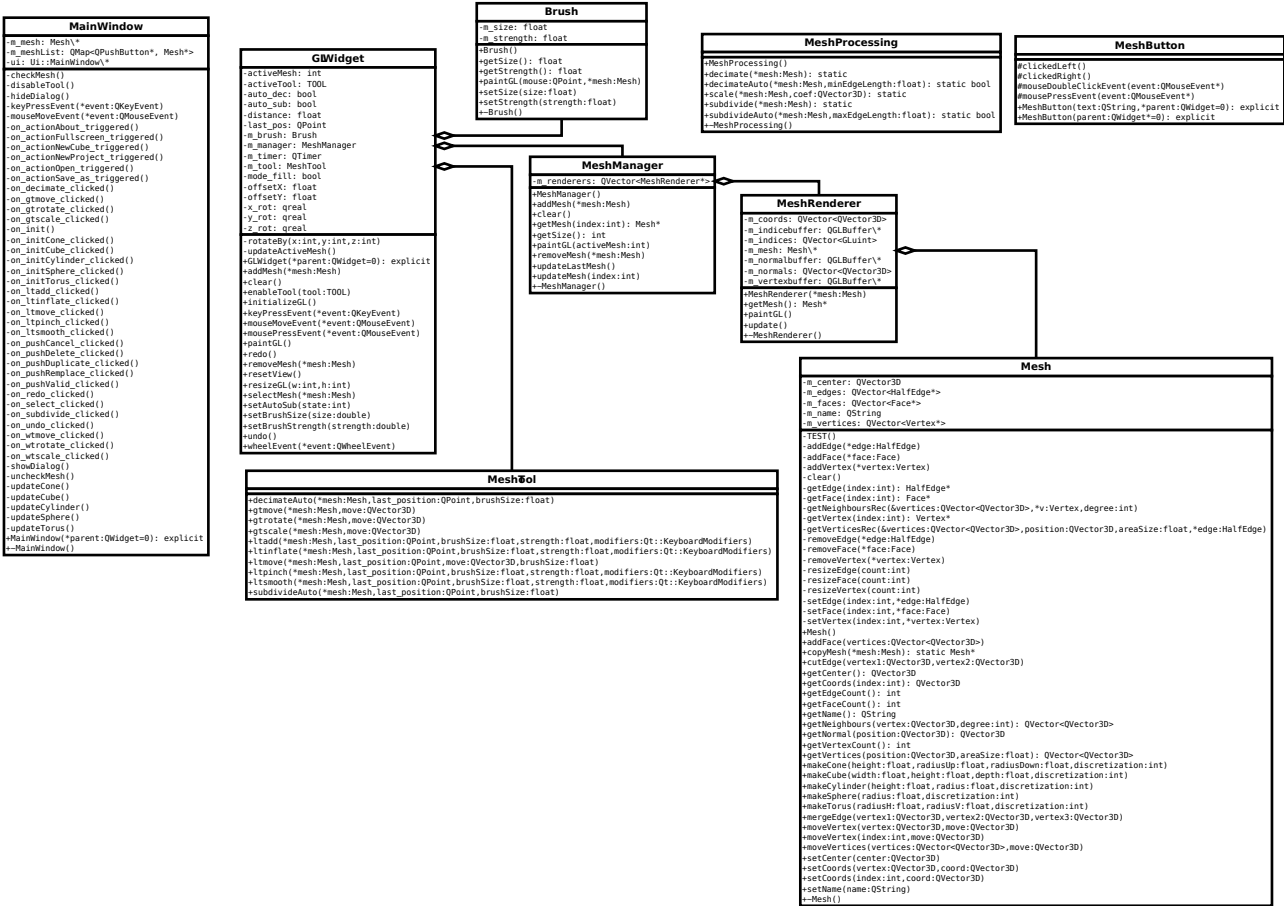 MainWindow
-m_mesh: Mesh\*
-m_meshList: QMap<QPushButton*, Mesh*>
-ui: Ui::MainWindow\*
-checkMesh()
-disableTool()
-hideDialog()
-keyPressEvent(*event:QKeyEvent)
-mouseMoveEvent(*event:QMouseEvent)
-on_actionAbout_triggered()
-on_actionFullscreen_triggered()
-on_actionNewCube_triggered()
-on_actionNewProject_triggered()
-on_actionOpen_triggered()
-on_actionSave_as_triggered()
-on_decimate_clicked()
-on_gtmove_clicked()
-on_gtrotate_clicked()
-on_gtscale_clicked()
-on_init()
-on_initCone_clicked()
-on_initCube_clicked()
-on_initCylinder_clicked()
-on_initSphere_clicked()
-on_initTorus_clicked()
-on_ltadd_clicked()
-on_ltinflate_clicked()
-on_ltmove_clicked()
-on_ltpinch_clicked()
-on_ltsmooth_clicked()
-on_pushCancel_clicked()
-on_pushDelete_clicked()
-on_pushDuplicate_clicked()
-on_pushRemplace_clicked()
-on_pushValid_clicked()
-on_redo_clicked()
-on_select_clicked()
-on_subdivide_clicked()
-on_undo_clicked()
-on_wtmove_clicked()
-on_wtrotate_clicked()
-on_wtscale_clicked()
-showDialog()
-uncheckMesh()
-updateCone()
-updateCube()
-updateCylinder()
-updateSphere()
-updateTorus()
+MainWindow(*parent:QWidget=0): explicit
+~MainWindow()
GLWidget
-activeMesh: int
-activeTool: TOOL
-auto_dec: bool
-auto_sub: bool
-distance: float
-last_pos: QPoint
-m_brush: Brush
-m_manager: MeshManager
-m_timer: QTimer
-m_tool: MeshTool
-mode_fill: bool
-offsetX: float
-offsetY: float
-x_rot: qreal
-y_rot: qreal
-z_rot: qreal
-rotateBy(x:int,y:int,z:int)
-updateActiveMesh()
+GLWidget(*parent:QWidget=0): explicit
+addMesh(*mesh:Mesh)
+clear()
+enableTool(tool:TOOL)
+initializeGL()
+keyPressEvent(*event:QKeyEvent)
+mouseMoveEvent(*event:QMouseEvent)
+mousePressEvent(*event:QMouseEvent)
+paintGL()
+redo()
+removeMesh(*mesh:Mesh)
+resetView()
+resizeGL(w:int,h:int)
+selectMesh(*mesh:Mesh)
+setAutoSub(state:int)
+setBrushSize(size:double)
+setBrushStrength(strength:double)
+undo()
+wheelEvent(*event:QWheelEvent)
Brush
-m_size: float
-m_strength: float
+Brush()
+getSize(): float
+getStrength(): float
+paintGL(mouse:QPoint,*mesh:Mesh)
+setSize(size:float)
+setStrength(strength:float)
+~Brush()
MeshProcessing
+MeshProcessing()
+decimate(*mesh:Mesh): static
+decimateAuto(*mesh:Mesh,minEdgeLength:float): static bool
+scale(*mesh:Mesh,coef:QVector3D): static
+subdivide(*mesh:Mesh): static
+subdivideAuto(*mesh:Mesh,maxEdgeLength:float): static bool
+~MeshProcessing()
MeshButton
#clickedLeft()
#clickedRight()
#mouseDoubleClickEvent(event:QMouseEvent*)
#mousePressEvent(event:QMouseEvent*)
+MeshButton(text:QString,*parent:QWidget=0): explicit
+MeshButton(parent:QWidget*=0): explicit
MeshManager
-m_renderers: QVector<MeshRenderer*>
+MeshManager()
+addMesh(*mesh:Mesh)
+clear()
+getMesh(index:int): Mesh*
+getSize(): int
+paintGL(activeMesh:int)
+removeMesh(*mesh:Mesh)
+updateLastMesh()
+updateMesh(index:int)
+~MeshManager()
MeshRenderer
-m_coords: QVector<QVector3D>
-m_indicebuffer: QGLBuffer\*
-m_indices: QVector<GLuint>
-m_mesh: Mesh\*
-m_normalbuffer: QGLBuffer\*
-m_normals: QVector<QVector3D>
-m_vertexbuffer: QGLBuffer\*
+MeshRenderer(*mesh:Mesh)
+getMesh(): Mesh*
+paintGL()
+update()
+~MeshRenderer()
MeshTool
+decimateAuto(*mesh:Mesh,last_position:QPoint,brushSize:float)
+gtmove(*mesh:Mesh,move:QVector3D)
+gtrotate(*mesh:Mesh,move:QVector3D)
+gtscale(*mesh:Mesh,move:QVector3D)
+ltadd(*mesh:Mesh,last_position:QPoint,brushSize:float,strength:float,modifiers:Qt::KeyboardModifiers)
+ltinflate(*mesh:Mesh,last_position:QPoint,brushSize:float,strength:float,modifiers:Qt::KeyboardModifiers)
+ltmove(*mesh:Mesh,last_position:QPoint,move:QVector3D,brushSize:float)
+ltpinch(*mesh:Mesh,last_position:QPoint,brushSize:float,strength:float,modifiers:Qt::KeyboardModifiers)
+ltsmooth(*mesh:Mesh,last_position:QPoint,brushSize:float,strength:float,modifiers:Qt::KeyboardModifiers)
+subdivideAuto(*mesh:Mesh,last_position:QPoint,brushSize:float)
Mesh
-m_center: QVector3D
-m_edges: QVector<HalfEdge*>
-m_faces: QVector<Face*>
-m_name: QString
-m_vertices: QVector<Vertex*>
-TEST()
-addEdge(*edge:HalfEdge)
-addFace(*face:Face)
-addVertex(*vertex:Vertex)
-clear()
-getEdge(index:int): HalfEdge*
-getFace(index:int): Face*
-getNeighboursRec(&vertices:QVector<QVector3D>,*v:Vertex,degree:int)
-getVertex(index:int): Vertex*
-getVerticesRec(&vertices:QVector<QVector3D>,position:QVector3D,areaSize:float,*edge:HalfEdge)
-removeEdge(*edge:HalfEdge)
-removeFace(*face:Face)
-removeVertex(*vertex:Vertex)
-resizeEdge(count:int)
-resizeFace(count:int)
-resizeVertex(count:int)
-setEdge(index:int,*edge:HalfEdge)
-setFace(index:int,*face:Face)
-setVertex(index:int,*vertex:Vertex)
+Mesh()
+addFace(vertices:QVector<QVector3D>)
+copyMesh(*mesh:Mesh): static Mesh*
+cutEdge(vertex1:QVector3D,vertex2:QVector3D)
+getCenter(): QVector3D
+getCoords(index:int): QVector3D
+getEdgeCount(): int
+getFaceCount(): int
+getName(): QString
+getNeighbours(vertex:QVector3D,degree:int): QVector<QVector3D>
+getNormal(position:QVector3D): QVector3D
+getVertexCount(): int
+getVertices(position:QVector3D,areaSize:float): QVector<QVector3D>
+makeCone(height:float,radiusUp:float,radiusDown:float,discretization:int)
+makeCube(width:float,height:float,depth:float,discretization:int)
+makeCylinder(height:float,radius:float,discretization:int)
+makeSphere(radius:float,discretization:int)
+makeTorus(radiusH:float,radiusV:float,discretization:int)
+mergeEdge(vertex1:QVector3D,vertex2:QVector3D,vertex3:QVector3D)
+moveVertex(vertex:QVector3D,move:QVector3D)
+moveVertex(index:int,move:QVector3D)
+moveVertices(vertices:QVector<QVector3D>,move:QVector3D)
+setCenter(center:QVector3D)
+setCoords(vertex:QVector3D,coord:QVector3D)
+setCoords(index:int,coord:QVector3D)
+setName(name:QString)
+~Mesh()